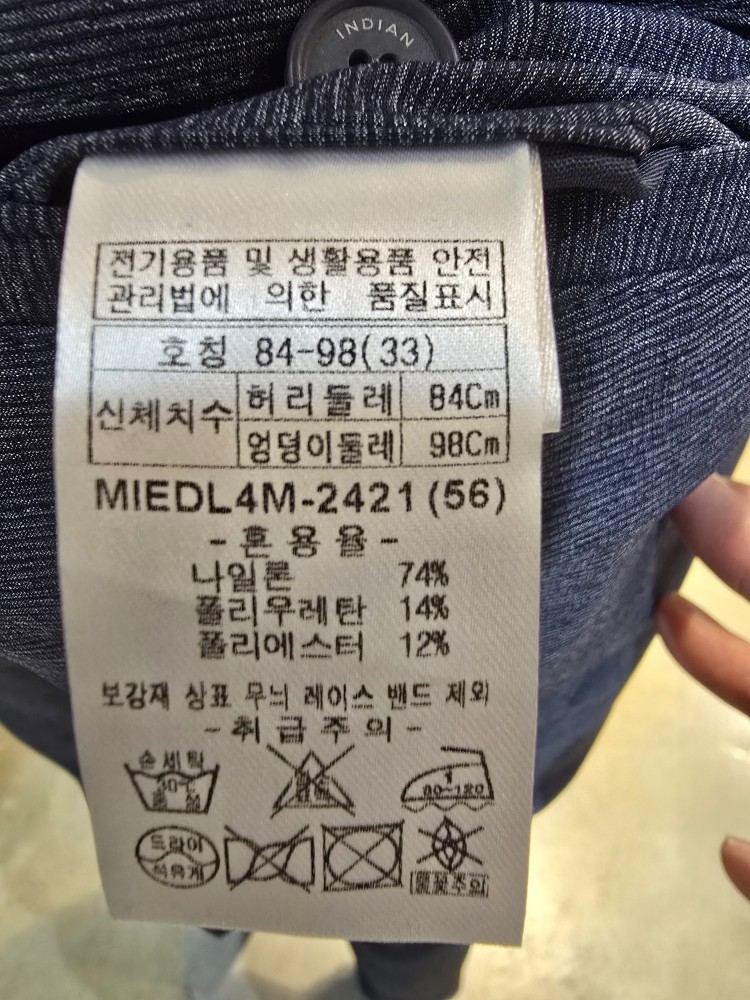 INDIAN
전기용품 및 생활용품 안전
관리법에 의한 품질표시
호칭 84-98(33)
신체치수 허리둘레 84Cm
엉덩이둘레 98Cm
MIEDL4M-2421(56)
-혼용율-
나일론 74%
폴리우레탄 14%
폴리에스터 12%
보강재 상표 무늬 레이스 밴드 제외
-취급주의-
손세탁
30℃
중성
1
80~120
드라이
석유계